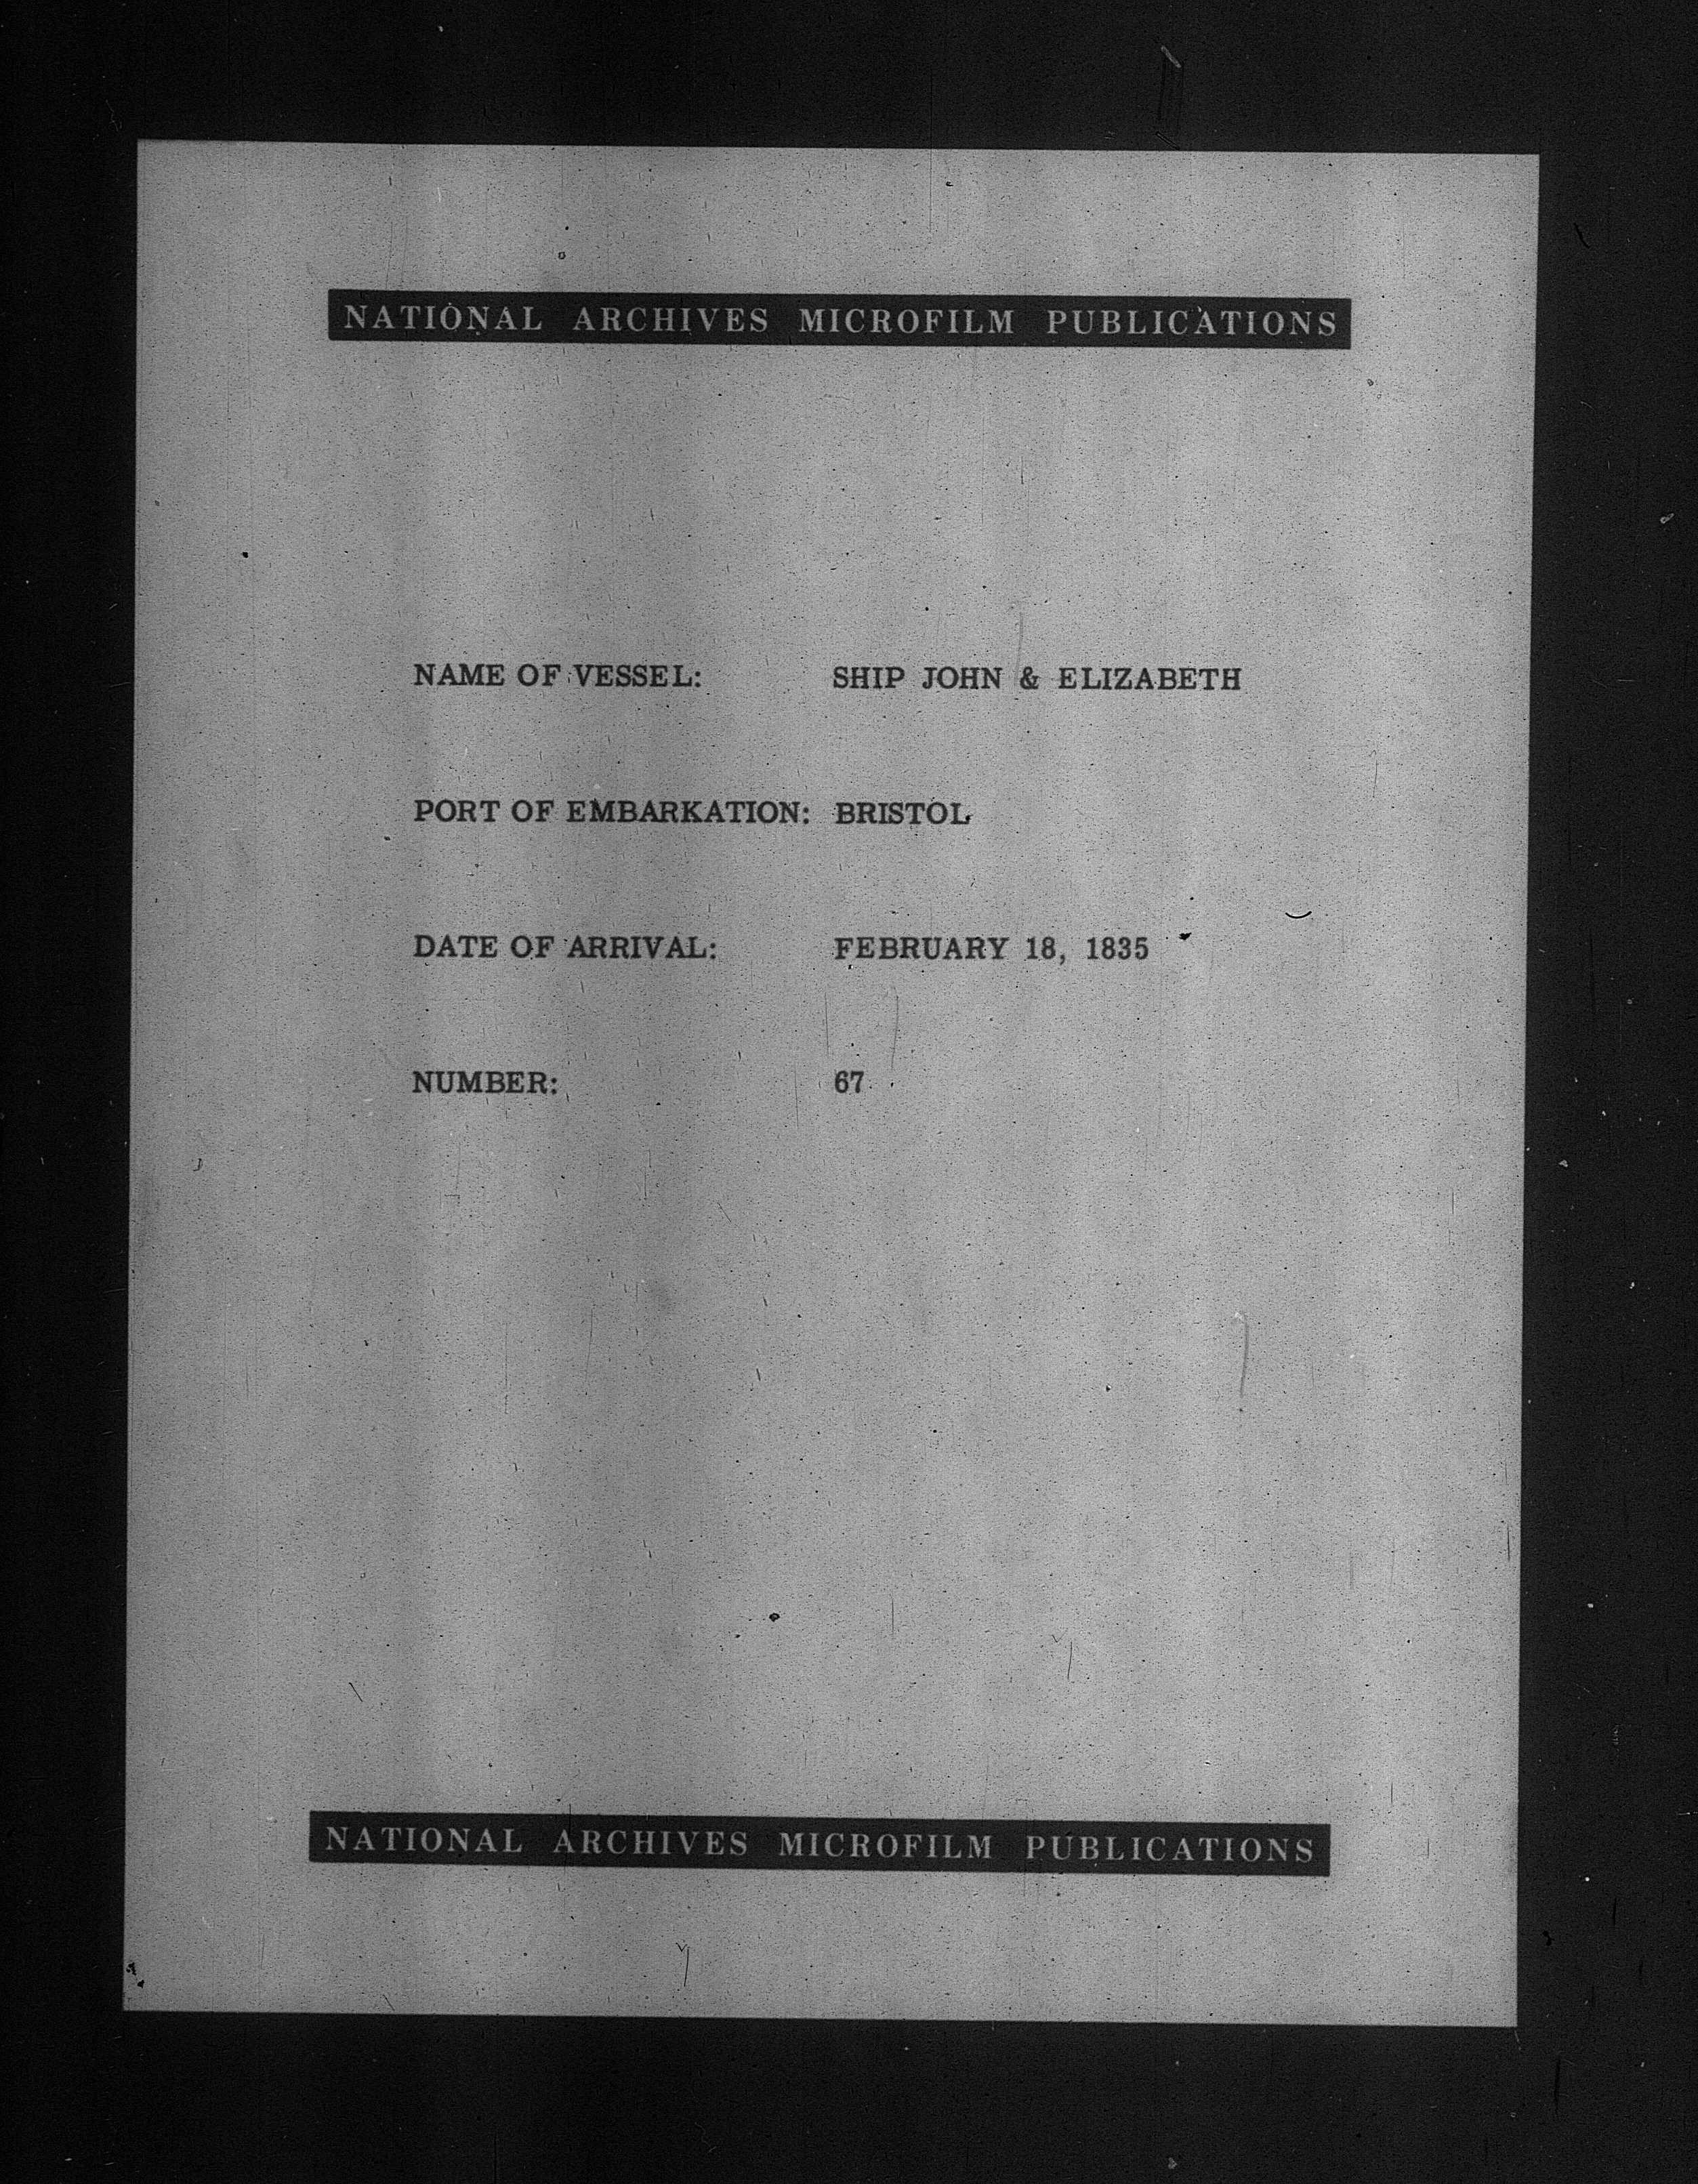 NATIONAL ARCHIVES MICROFILM PUBLICATIONS
NAME OF VESSEL: SHIP JOHN & ELIZABETH
PORT OF EMBARKATION: BRISTOL
DATE OF ARRIVAL: FEBRUARY 18, 1835
NUMBER: 67
NATIONAL ARCHIVES MICROFILM PUBLICATIONS